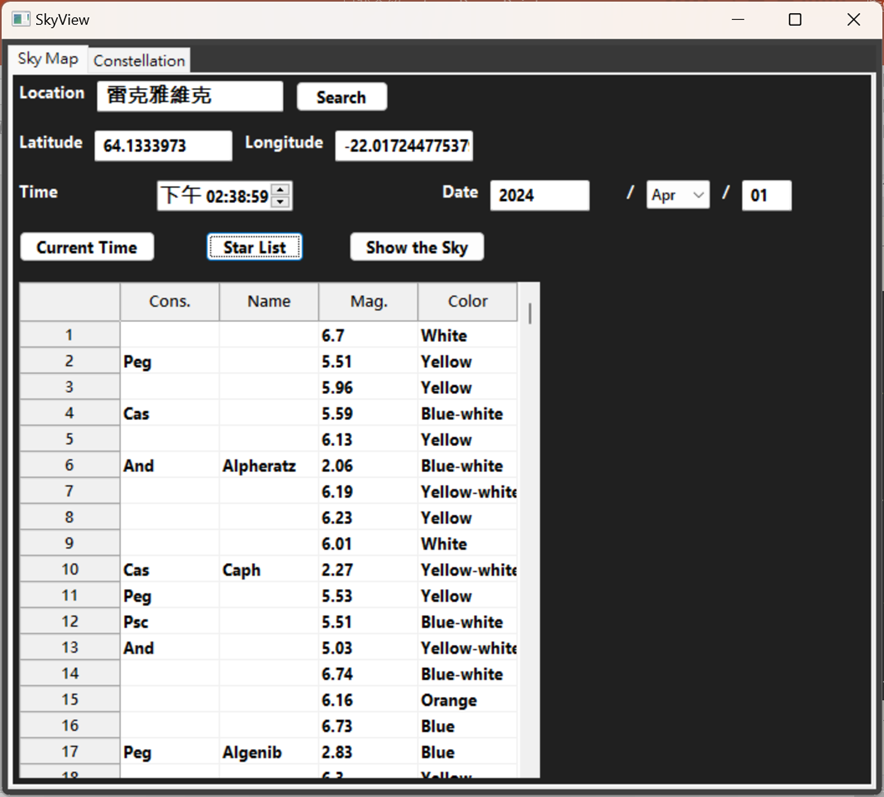 SkyView
Sky Map Constellation
Location 雷克雅維克 Search
Latitude 64.1333973 Longitude -22.01724477537
Time 下午 02:38:59 Date 2024 / Apr / 01
Current Time Star List Show the Sky
Cons. Name Mag. Color
1 6.7 White
2 Peg 5.51 Yellow
3 5.96 Yellow
4 Cas 5.59 Blue-white
5 6.13 Yellow
6 And Alpheratz 2.06 Blue-white
7 6.19 Yellow-white
8 6.23 Yellow
9 6.01 White
10 Cas Caph 2.27 Yellow-white
11 Peg 5.53 Yellow
12 Psc 5.51 Blue-white
13 And 5.03 Yellow-white
14 6.74 Blue-white
15 6.16 Orange
16 6.73 Blue
17 Peg Algenib 2.83 Blue
18 6.3 Yellow